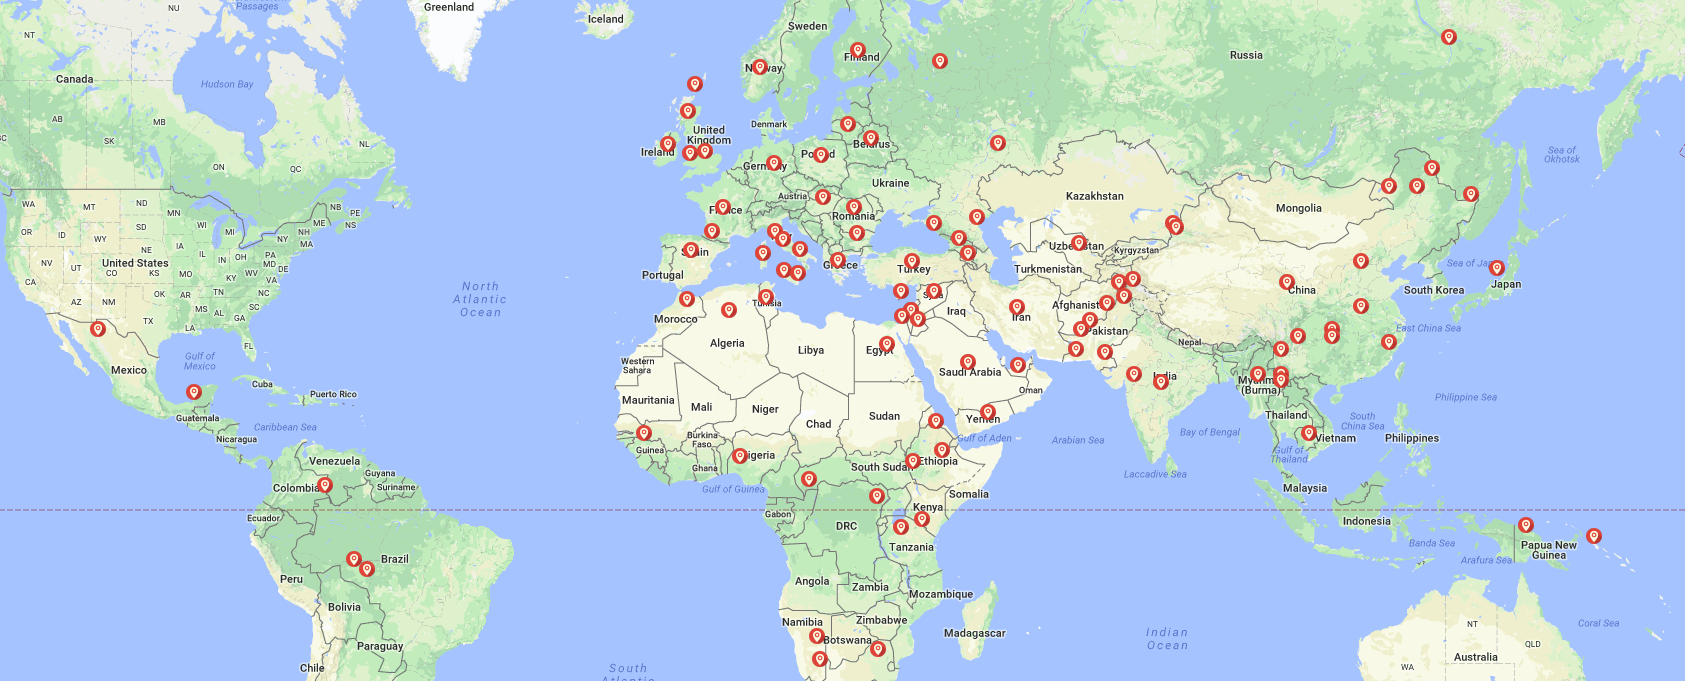 Passages
Greenland
NU
Iceland
Sweden
NT
Finland
Norway
Russia
Canada
Hudson Bay
AB
MB
SK
NL
ON
QC
Denmark
United
Kingdom
Ireland
Belarus
Poland
Germany
Sea of
Okhotsk
Ukraine
Kazakhstan
Austria
France
Romania
Mongolia
WA
MT
ND
MN
NB
PE
NS
ME
OR
ID
SD
WI
MI
NY
NH
MA
WY
IA
NE
IL
IN
OH
PA
NV
UT
CO
KS
MO
KY
WV
VA
MD
DE
NJ
United States
CA
AZ
NM
OK
AR
TN
NC
SC
MS
AL
GA
LA
TX
FL
Spain
Portugal
Greece
Turkey
Uzbekistan
Kyrgyzstan
Turkmenistan
Sea of Japan
Japan
South Korea
China
North
Atlantic
Ocean
Morocco
Tunisia
Syria
Iraq
Iran
Afghanistan
Pakistan
East China Sea
Algeria
Libya
Egypt
Nepal
Gulf of
Mexico
Mexico
Western
Sahara
Saudi Arabia
India
Myanmar
(Burma)
Cuba
Puerto Rico
Oman
Mauritania
Mali
Niger
Chad
Sudan
Yemen
Thailand
Philippine Sea
Guatemala
Caribbean Sea
Nicaragua
South
China Sea
Burkina
Faso
Guinea
Gulf of Aden
Arabian Sea
Bay of Bengal
Vietnam
Philippines
Gulf of
Thailand
Venezuela
Guyana
Suriname
Colombia
Ghana
Nigeria
South Sudan
Ethiopia
Laccadive Sea
Gulf of Guinea
Somalia
Malaysia
Ecuador
Gabon
DRC
Kenya
Indonesia
Tanzania
Banda Sea
Papua New
Guinea
Arafura Sea
Brazil
Peru
Angola
Zambia
Mozambique
Bolivia
Namibia
Zimbabwe
Botswana
Madagascar
Indian
Ocean
Coral Sea
NT
QLD
Paraguay
Chile
South
Atlantic
WA
Australia